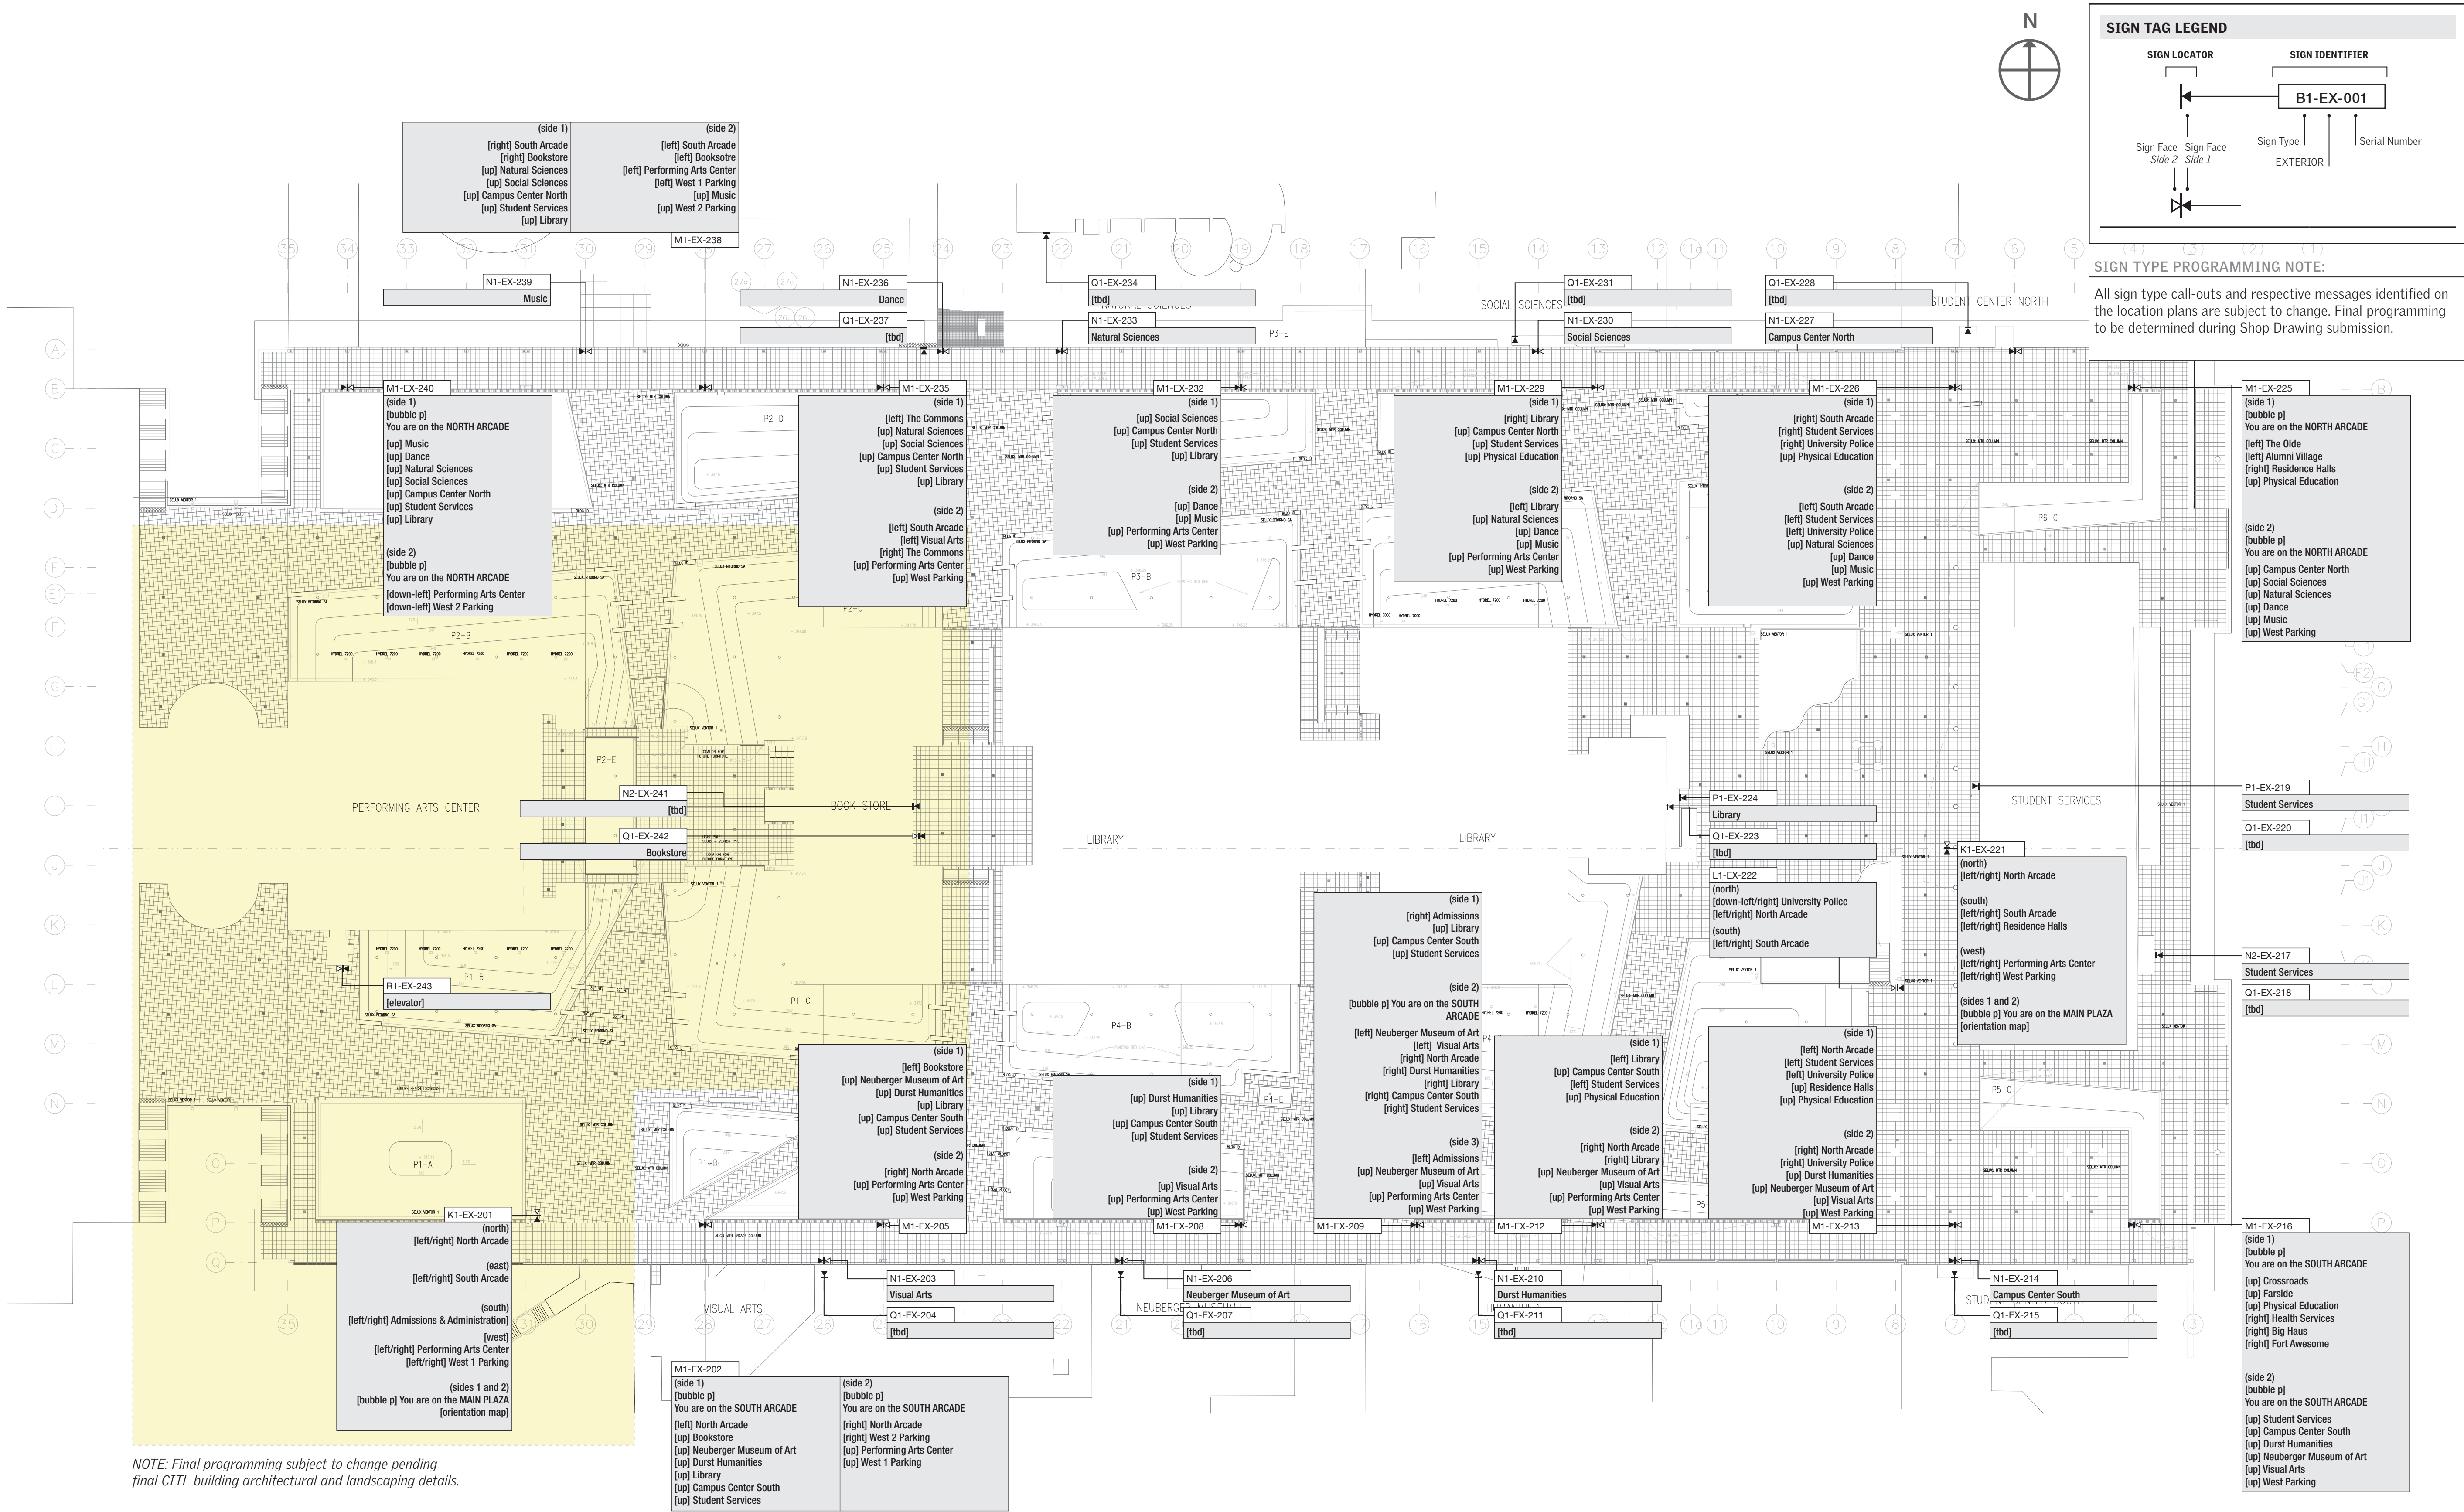 N
SIGN TAG LEGEND
SIGN LOCATOR
SIGN IDENTIFIER
B1-EX-001
Sign Face Side 2
Sign Face Side 1
Sign Type
EXTERIOR
Serial Number
SIGN TYPE PROGRAMMING NOTE:
All sign type call-outs and respective messages identified on
the location plans are subject to change. Final programming
to be determined during Shop Drawing submission.
(side 1)
[right] South Arcade
[right] Bookstore
[up] Natural Sciences
[up] Social Sciences
[up] Campus Center North
[up] Student Services
[up] Library
(side 2)
[left] South Arcade
[left] Booksotre
[left] Performing Arts Center
[left] West 1 Parking
[up] Music
[up] West 2 Parking
M1-EX-238
N1-EX-239
Music
N1-EX-236
Dance
Q1-EX-237
[tbd]
Q1-EX-234
[tbd]
N1-EX-233
Natural Sciences
SOCIAL SCIENCES
Q1-EX-231
[tbd]
N1-EX-230
Social Sciences
Q1-EX-228
[tbd]
N1-EX-227
Campus Center North
STUDENT CENTER NORTH
P3-E
M1-EX-240
(side 1)
[bubble p]
You are on the NORTH ARCADE
[up] Music
[up] Dance
[up] Natural Sciences
[up] Social Sciences
[up] Campus Center North
[up] Student Services
[up] Library
(side 2)
[bubble p]
You are on the NORTH ARCADE
[down-left] Performing Arts Center
[down-left] West 2 Parking
P2-D
M1-EX-235
(side 1)
[left] The Commons
[up] Natural Sciences
[up] Social Sciences
[up] Campus Center North
[up] Student Services
[up] Library
(side 2)
[left] South Arcade
[left] Visual Arts
[right] The Commons
[up] Performing Arts Center
[up] West Parking
M1-EX-232
(side 1)
[up] Social Sciences
[up] Campus Center North
[up] Student Services
[up] Library
(side 2)
[up] Dance
[up] Music
[up] Performing Arts Center
[up] West Parking
M1-EX-229
(side 1)
[right] Library
[up] Campus Center North
[up] Student Services
[up] Physical Education
(side 2)
[left] Library
[up] Natural Sciences
[up] Dance
[up] Music
[up] Performing Arts Center
[up] West Parking
M1-EX-226
(side 1)
[right] South Arcade
[right] Student Services
[right] University Police
[up] Physical Education
(side 2)
[left] South Arcade
[left] Student Services
[left] University Police
[up] Natural Sciences
[up] Dance
[up] Music
[up] West Parking
M1-EX-225
(side 1)
[bubble p]
You are on the NORTH ARCADE
[left] The Olde
[left] Alumni Village
[right] Residence Halls
[up] Physical Education
(side 2)
[bubble p]
You are on the NORTH ARCADE
[up] Campus Center North
[up] Social Sciences
[up] Natural Sciences
[up] Dance
[up] Music
[up] West Parking
P6-C
P2-B
P2-C
P3-B
P2-E
PERFORMING ARTS CENTER
N2-EX-241
[tbd]
Q1-EX-242
Bookstore
BOOK STORE
LIBRARY
LIBRARY
P1-EX-224
Library
Q1-EX-223
[tbd]
L1-EX-222
(north)
[down-left/right] University Police
[left/right] North Arcade
(south)
[left/right] South Arcade
STUDENT SERVICES
P1-EX-219
Student Services
Q1-EX-220
[tbd]
K1-EX-221
(north)
[left/right] North Arcade
(south)
[left/right] South Arcade
[left/right] Residence Halls
(west)
[left/right] Performing Arts Center
[left/right] West Parking
(sides 1 and 2)
[bubble p] You are on the MAIN PLAZA
[orientation map]
N2-EX-217
Student Services
Q1-EX-218
[tbd]
R1-EX-243
[elevator]
P1-B
P1-C
P4-B
P4-E
P5-C
P1-A
P1-D
(side 1)
[left] Bookstore
[up] Neuberger Museum of Art
[up] Durst Humanities
[up] Library
[up] Campus Center South
[up] Student Services
(side 2)
[right] North Arcade
[up] Performing Arts Center
[up] West Parking
M1-EX-205
(side 1)
[up] Durst Humanities
[up] Library
[up] Campus Center South
[up] Student Services
(side 2)
[up] Visual Arts
[up] Performing Arts Center
[up] West Parking
M1-EX-208
(side 1)
[right] Admissions
[up] Library
[up] Campus Center South
[up] Student Services
(side 2)
[bubble p] You are on the SOUTH
ARCADE
[left] Neuberger Museum of Art
[left] Visual Arts
[right] North Arcade
[right] Durst Humanities
[right] Library
[right] Campus Center South
[right] Student Services
(side 3)
[left] Admissions
[up] Neuberger Museum of Art
[up] Visual Arts
[up] Performing Arts Center
[up] West Parking
M1-EX-209
(side 1)
[left] Library
[up] Campus Center South
[left] Student Services
[up] Physical Education
(side 2)
[right] North Arcade
[right] Library
[up] Neuberger Museum of Art
[up] Visual Arts
[up] Performing Arts Center
[up] West Parking
M1-EX-212
(side 1)
[left] North Arcade
[left] Student Services
[left] University Police
[up] Residence Halls
[up] Physical Education
(side 2)
[right] North Arcade
[right] University Police
[up] Durst Humanities
[up] Neuberger Museum of Art
[up] Visual Arts
[up] West Parking
M1-EX-213
M1-EX-216
(side 1)
[bubble p]
You are on the SOUTH ARCADE
[up] Crossroads
[up] Farside
[up] Physical Education
[right] Health Services
[right] Big Haus
[right] Fort Awesome
(side 2)
[bubble p]
You are on the SOUTH ARCADE
[up] Student Services
[up] Campus Center South
[up] Durst Humanities
[up] Neuberger Museum of Art
[up] Visual Arts
[up] West Parking
K1-EX-201
(north)
[left/right] North Arcade
(east)
[left/right] South Arcade
(south)
[left/right] Admissions & Administration]
[west]
[left/right] Performing Arts Center
[left/right] West 1 Parking
(sides 1 and 2)
[bubble p] You are on the MAIN PLAZA
[orientation map]
VISUAL ARTS
N1-EX-203
Visual Arts
Q1-EX-204
[tbd]
N1-EX-206
Neuberger Museum of Art
Q1-EX-207
[tbd]
N1-EX-210
Durst Humanities
Q1-EX-211
[tbd]
N1-EX-214
Campus Center South
Q1-EX-215
[tbd]
M1-EX-202
(side 1)
[bubble p]
You are on the SOUTH ARCADE
[left] North Arcade
[up] Bookstore
[up] Neuberger Museum of Art
[up] Durst Humanities
[up] Library
[up] Campus Center South
[up] Student Services
(side 2)
[bubble p]
You are on the SOUTH ARCADE
[right] North Arcade
[right] West 2 Parking
[up] Performing Arts Center
[up] West 1 Parking
NOTE: Final programming subject to change pending
final CITL building architectural and landscaping details.